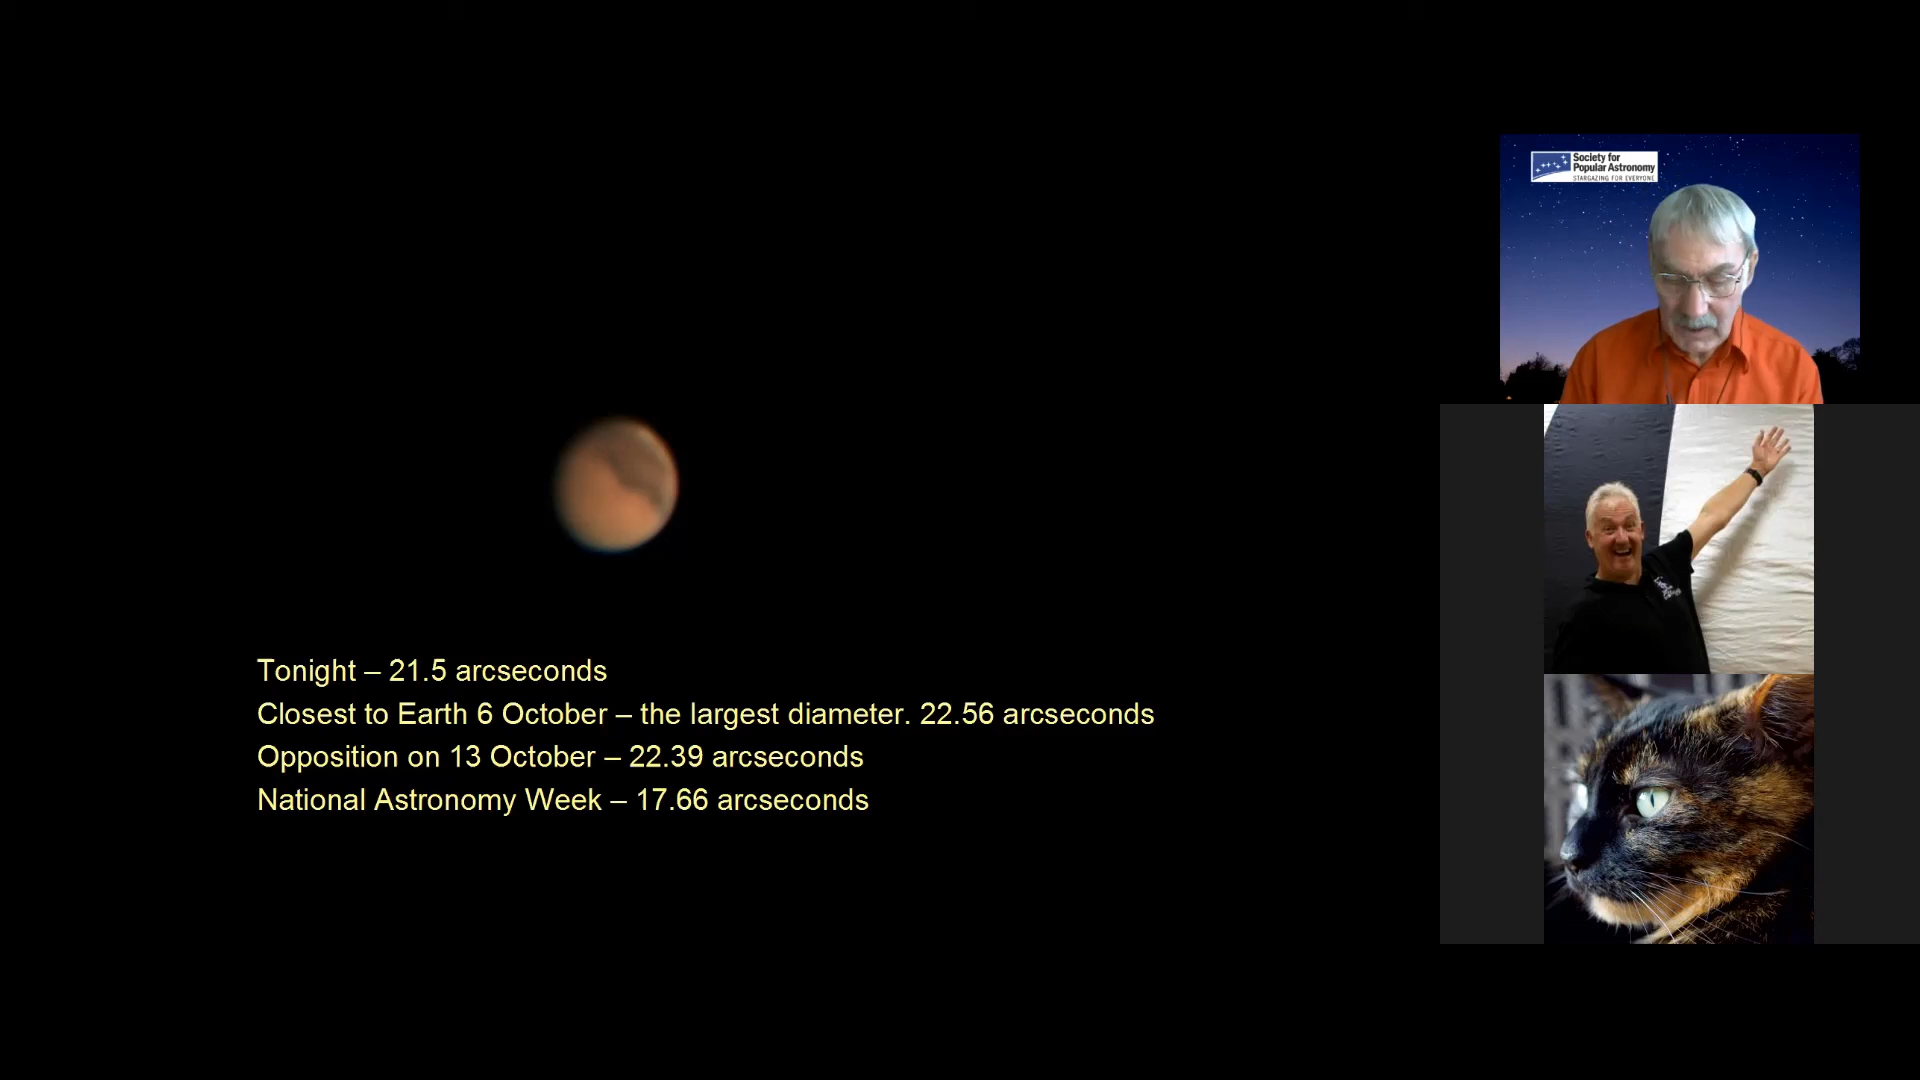 Society for
Popular Astronomy
STARGAZING FOR EVERYONE
Tonight – 21.5 arcseconds
Closest to Earth 6 October – the largest diameter. 22.56 arcseconds
Opposition on 13 October – 22.39 arcseconds
National Astronomy Week – 17.66 arcseconds